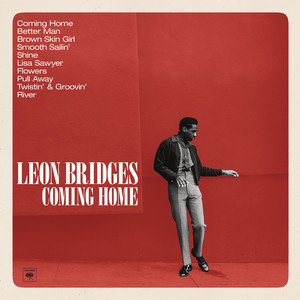 Coming Home
Better Man
Brown Skin Girl
Smooth Sailin'
Shine
Lisa Sawyer
Flowers
Pull Away
Twistin' & Groovin'
River
LEON BRIDGES
COMING HOME